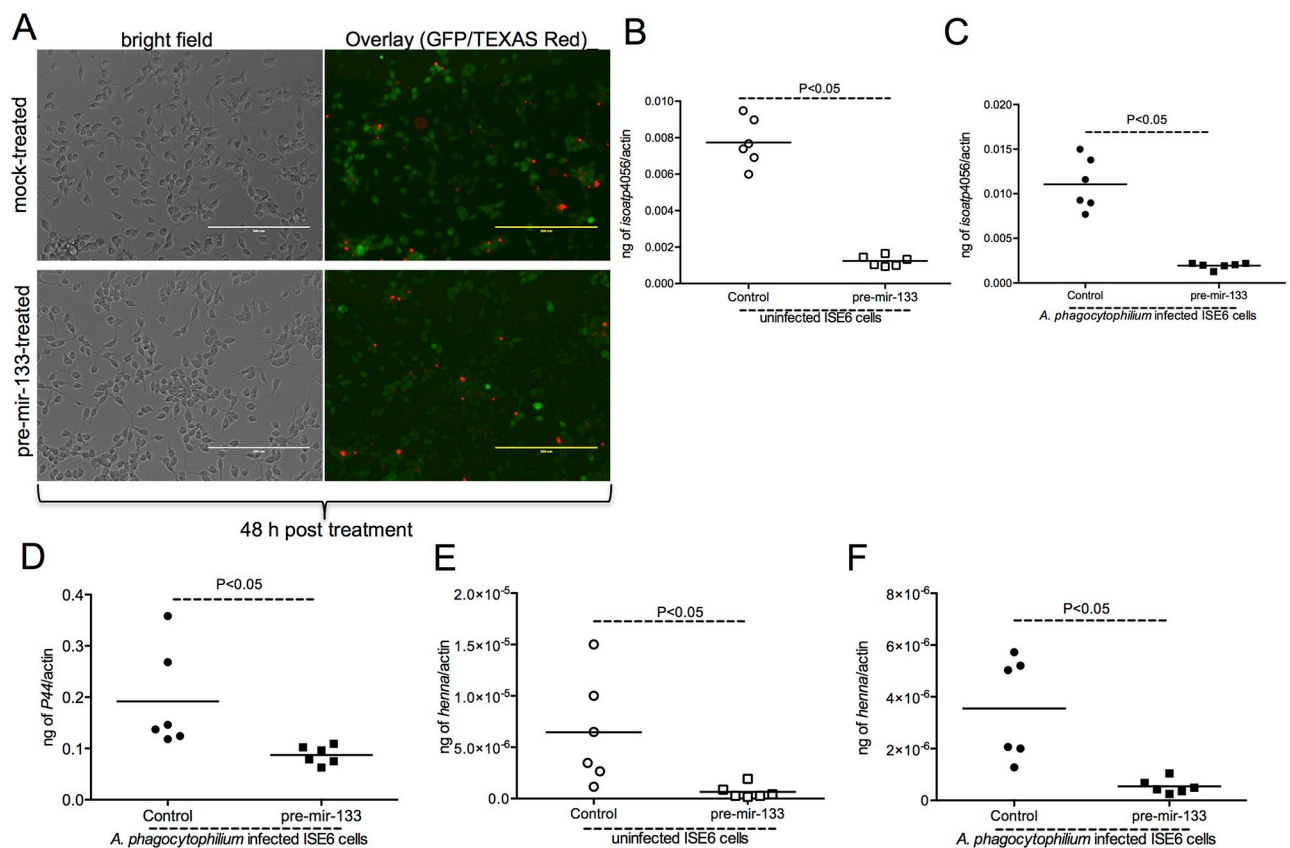 A
bright field
Overlay (GFP/TEXAS Red)_
mock-treated
pre-mir-133-treated
48 h post treatment
B
P<0.05
ng of isoatp4056/actin
0.010
0.008
0.006
0.004
0.002
0.000
Control
pre-mir-133
uninfected ISE6 cells
C
P<0.05
ng of isoatp4056/actin
0.020
0.015
0.010
0.005
0.000
Control
pre-mir-133
A. phagocytophilium infected ISE6 cells
D
P<0.05
ng of P44/actin
0.4
0.3
0.2
0.1
0.0
Control
pre-mir-133
A. phagocytophilium infected ISE6 cells
E
P<0.05
ng of henna/actin
2.0×10⁻⁵
1.5×10⁻⁵
1.0×10⁻⁵
5.0×10⁻⁶
0.0
Control
pre-mir-133
uninfected ISE6 cells
F
P<0.05
ng of henna/actin
8×10⁻⁶
6×10⁻⁶
4×10⁻⁶
2×10⁻⁶
0
Control
pre-mir-133
A. phagocytophilium infected ISE6 cells